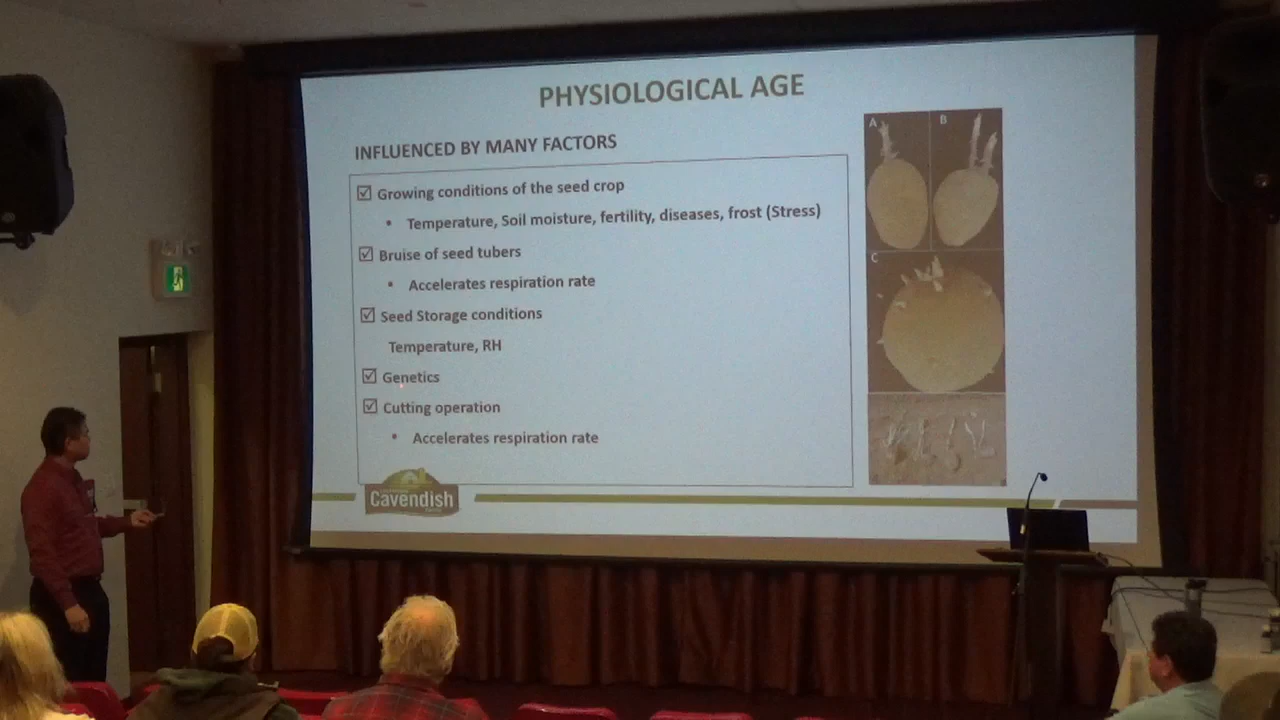 PHYSIOLOGICAL AGE
INFLUENCED BY MANY FACTORS
Growing conditions of the seed crop
Temperature, Soil moisture, fertility, diseases, frost (Stress)
Bruise of seed tubers
Accelerates respiration rate
Seed Storage conditions
Temperature, RH
Genetics
Cutting operation
Accelerates respiration rate
A
B
C
Cavendish